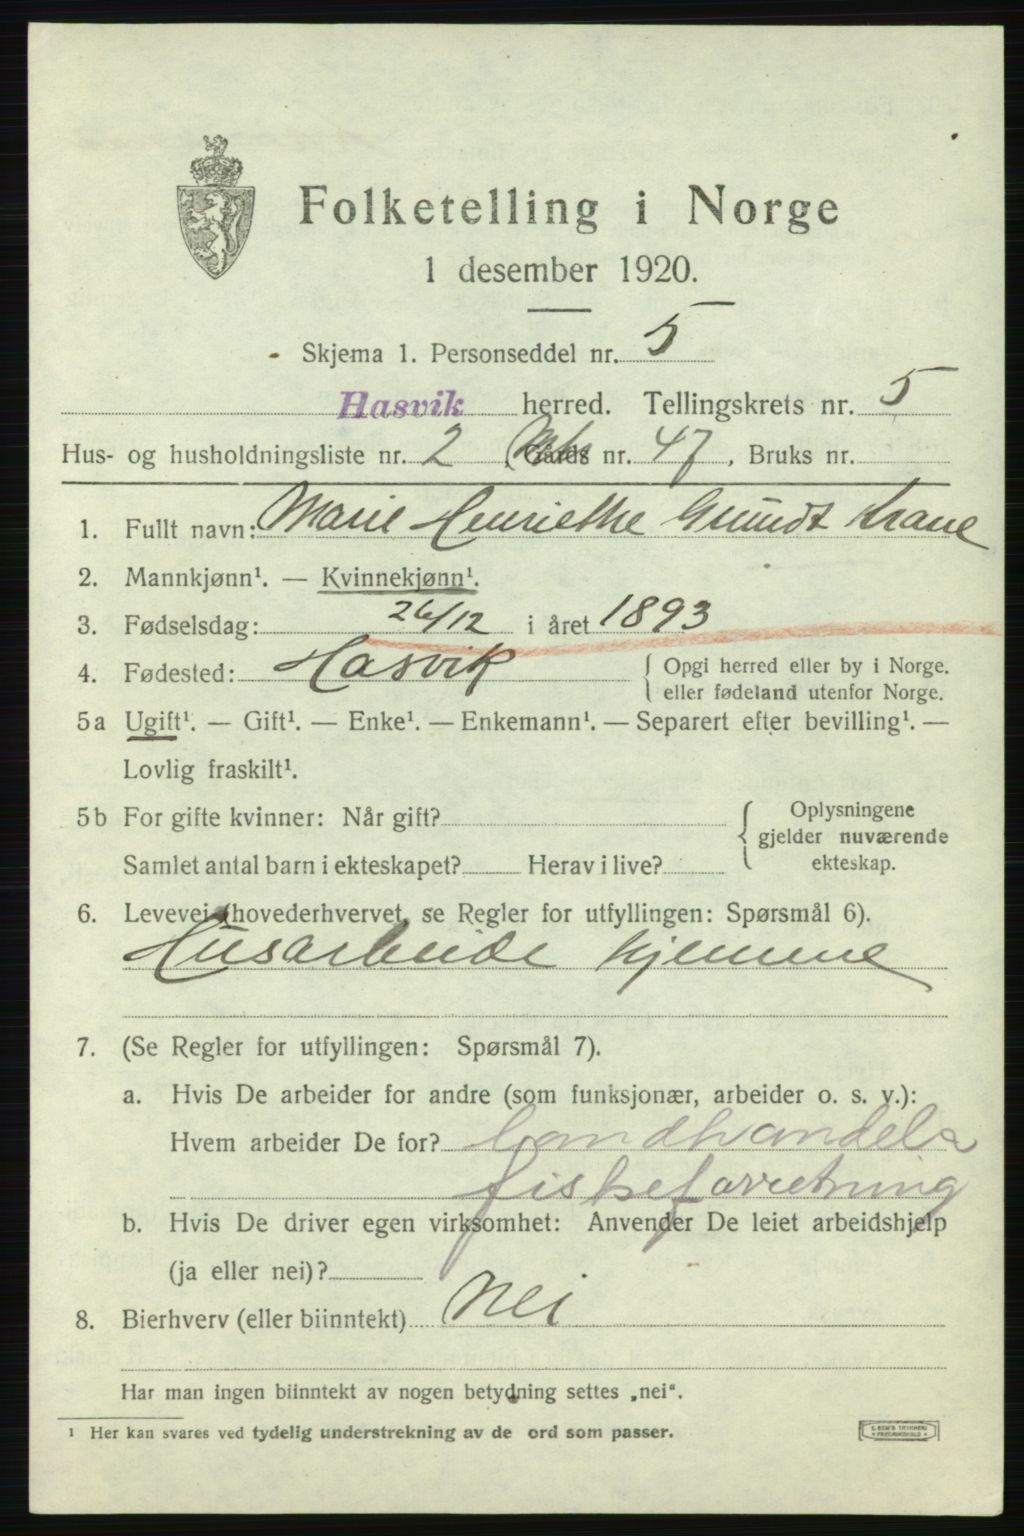 Folketelling i Norge
1 desember 1920.
Skjema 1. Personseddel nr. 5
Hasvik herred. Tellingskrets nr. 5
Hus- og husholdningsliste nr. 2 (Gårds nr. 47, Bruks nr.
1. Fullt navn: Marie Henriethe Grundt Krane
2. Mannkjønn¹. — Kvinnekjønn¹.
3. Fødselsdag: 26/12 i året 1893
4. Fødested: Hasvik { Opgi herred eller by i Norge.
eller fødeland utenfor Norge.
5a Ugift¹. — Gift¹. — Enke¹. — Enkemann¹. — Separert efter bevilling¹. —
Lovlig fraskilt¹.
5b For gifte kvinner: Når gift? { Oplysningene
gjelder nuværende
Samlet antal barn i ekteskapet? Herav i live? ekteskap.
6. Levevei (hovederhvervet, se Regler for utfyllingen: Spørsmål 6).
Husarbeide hjemme
7. (Se Regler for utfyllingen: Spørsmål 7).
a. Hvis De arbeider for andre (som funksjonær, arbeider o. s. v.):
Hvem arbeider De for? Landhandel &
fiskeforretning
b. Hvis De driver egen virksomhet: Anvender De leiet arbeidshjelp
(ja eller nei)?
8. Bierhverv (eller biinntekt) Nei
Har man ingen biinntekt av nogen betydning settes „nei“.
¹ Her kan svares ved tydelig understrekning av de ord som passer.